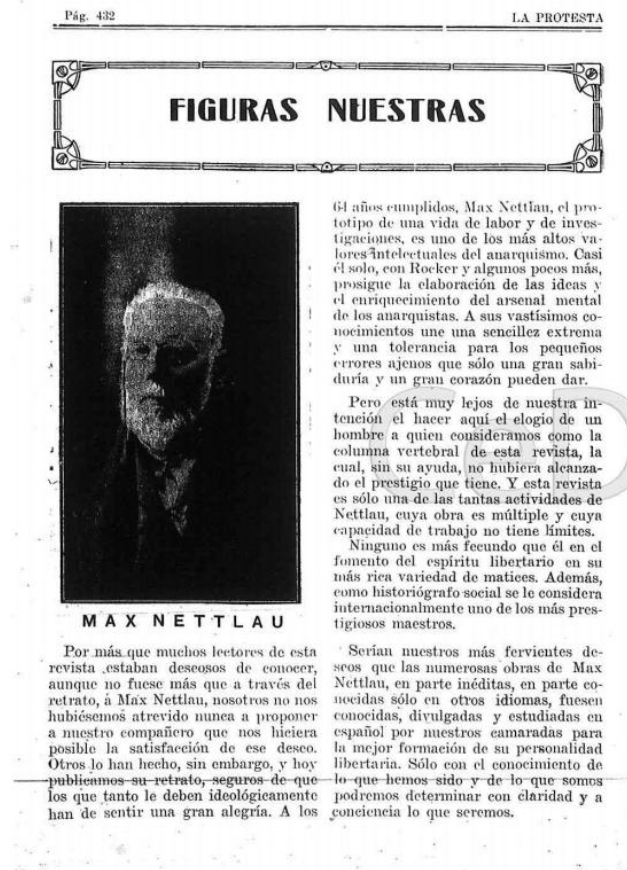 Pág. 432
LA PROTESTA
FIGURAS NUESTRAS
MAX NETTLAU
Por más que muchos lectores de esta
revista estaban deseosos de conocer,
aunque no fuese más que a través del
retrato, á Max Nettlau, nosotros no nos
hubiésemos atrevido nunca a proponer
a nuestro compañero que nos hiciera
posible la satisfacción de ese deseo.
Otros lo han hecho, sin embargo, y hoy
publicamos su retrato, seguros de que
los que tanto le deben ideológicamente
han de sentir una gran alegría. A los
64 años cumplidos, Max Nettlau, el pro-
totipo de una vida de labor y de inves-
tigaciones, es uno de los más altos va-
lores intelectuales del anarquismo. Casi
él solo, con Rocker y algunos pocos más,
prosigue la elaboración de las ideas y
el enriquecimiento del arsenal mental
de los anarquistas. A sus vastísimos co-
nocimientos une una sencillez extrema
y una tolerancia para los pequeños
errores ajenos que sólo una gran sabi-
duría y un gran corazón pueden dar.
Pero está muy lejos de nuestra in-
tención el hacer aquí el elogio de un
hombre a quien consideramos como la
columna vertebral de esta revista, la
cual, sin su ayuda, no hubiera alcanza-
do el prestigio que tiene. Y esta revista
es sólo una de las tantas actividades de
Nettlau, cuya obra es múltiple y cuya
capacidad de trabajo no tiene límites.
Ninguno es más fecundo que él en el
fomento del espíritu libertario en su
más rica variedad de matices. Además,
como historiógrafo social se le considera
internacionalmente uno de los más pres-
tigiosos maestros.
Serían nuestros más fervientes de-
seos que las numerosas obras de Max
Nettlau, en parte inéditas, en parte co-
nocidas sólo en otros idiomas, fuesen
conocidas, divulgadas y estudiadas en
español por nuestros camaradas para
la mejor formación de su personalidad
libertaria. Sólo con el conocimiento de
lo que hemos sido y de lo que somos
podremos determinar con claridad y a
conciencia lo que seremos.